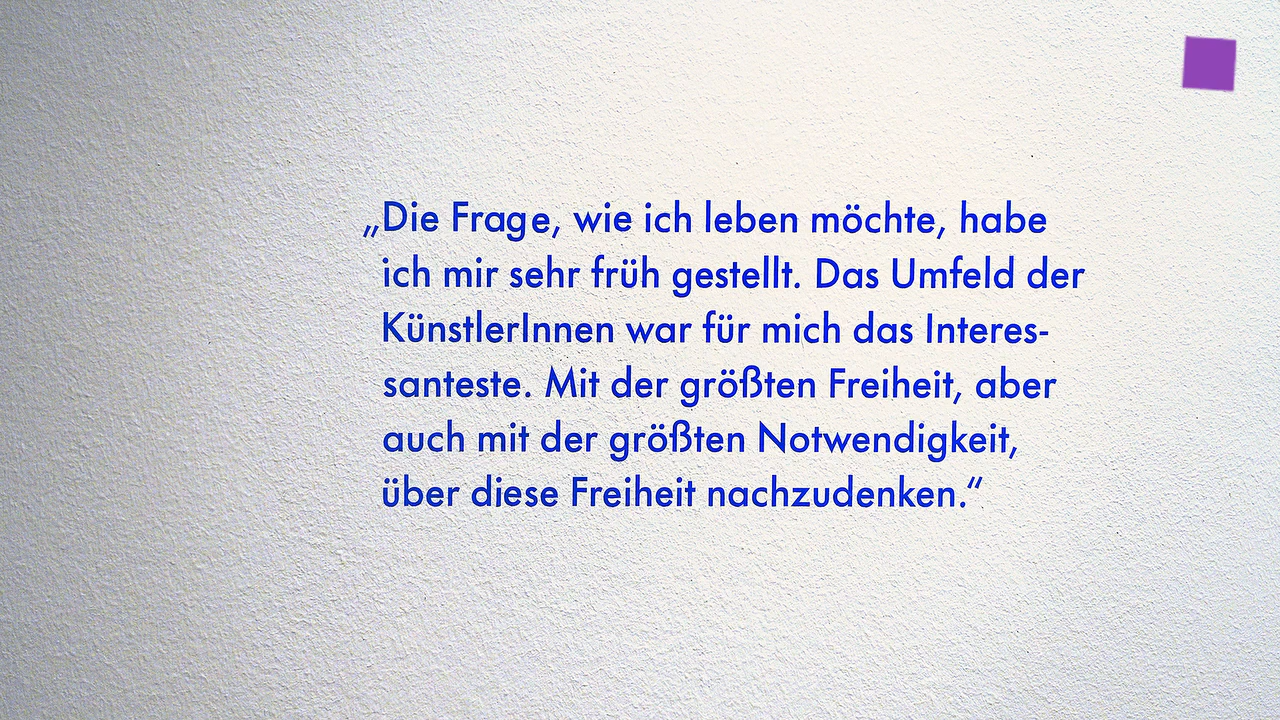 „Die Frage, wie ich leben möchte, habe
ich mir sehr früh gestellt. Das Umfeld der
KünstlerInnen war für mich das Interes-
santeste. Mit der größten Freiheit, aber
auch mit der größten Notwendigkeit,
über diese Freiheit nachzudenken.“